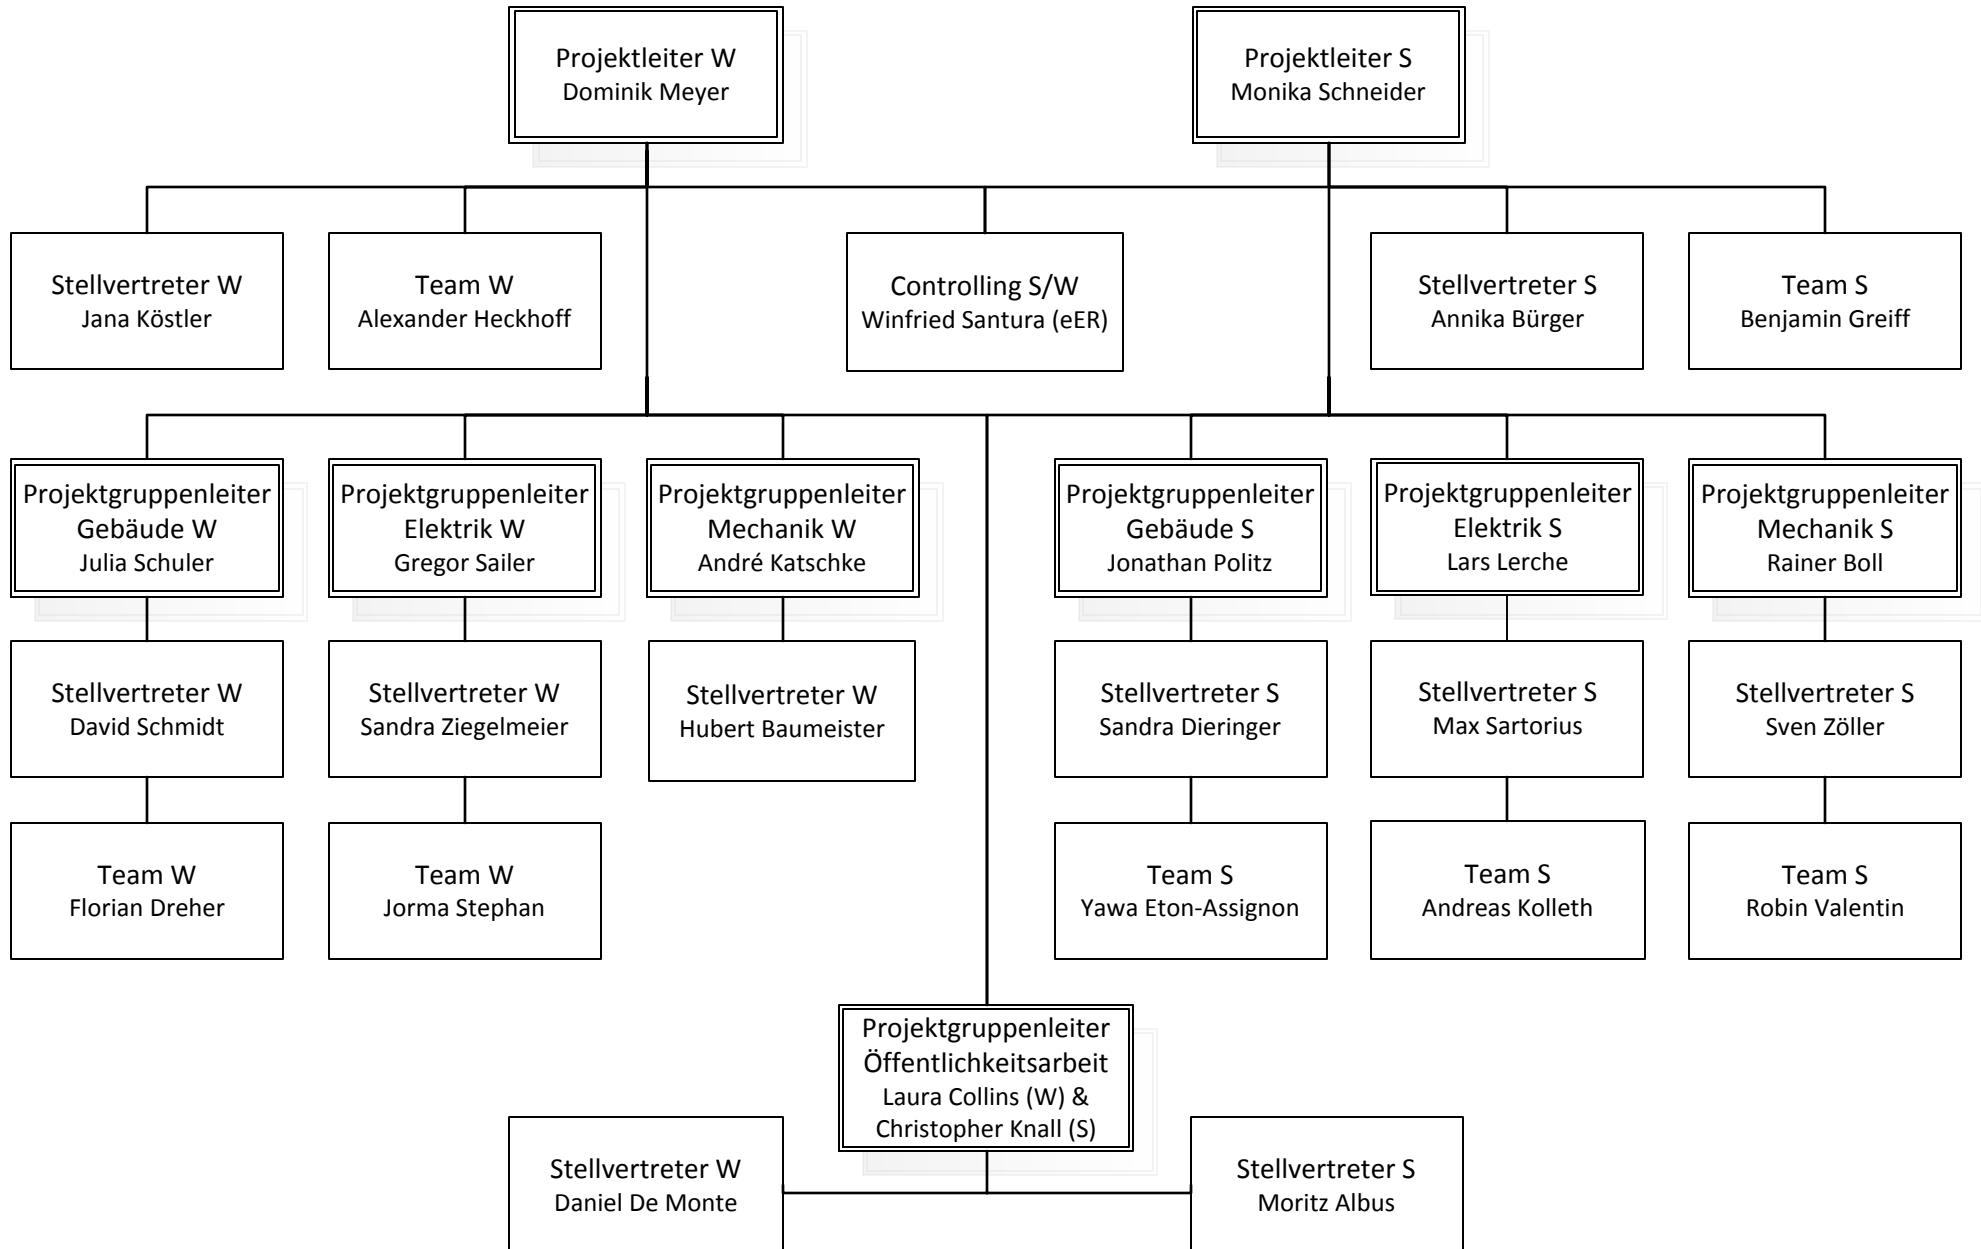 Projektleiter W
Dominik Meyer
Projektleiter S
Monika Schneider
Stellvertreter W
Jana Köstler
Team W
Alexander Heckhoff
Controlling S/W
Winfried Santura (eER)
Stellvertreter S
Annika Bürger
Team S
Benjamin Greiff
Projektgruppenleiter
Gebäude W
Julia Schuler
Projektgruppenleiter
Elektrik W
Gregor Sailer
Projektgruppenleiter
Mechanik W
André Katschke
Projektgruppenleiter
Gebäude S
Jonathan Politz
Projektgruppenleiter
Elektrik S
Lars Lerche
Projektgruppenleiter
Mechanik S
Rainer Boll
Stellvertreter W
David Schmidt
Stellvertreter W
Sandra Ziegelmeier
Stellvertreter W
Hubert Baumeister
Stellvertreter S
Sandra Dieringer
Stellvertreter S
Max Sartorius
Stellvertreter S
Sven Zöller
Team W
Florian Dreher
Team W
Jorma Stephan
Team S
Yawa Eton-Assignon
Team S
Andreas Kolleth
Team S
Robin Valentin
Projektgruppenleiter
Öffentlichkeitsarbeit
Laura Collins (W) &
Christopher Knall (S)
Stellvertreter W
Daniel De Monte
Stellvertreter S
Moritz Albus